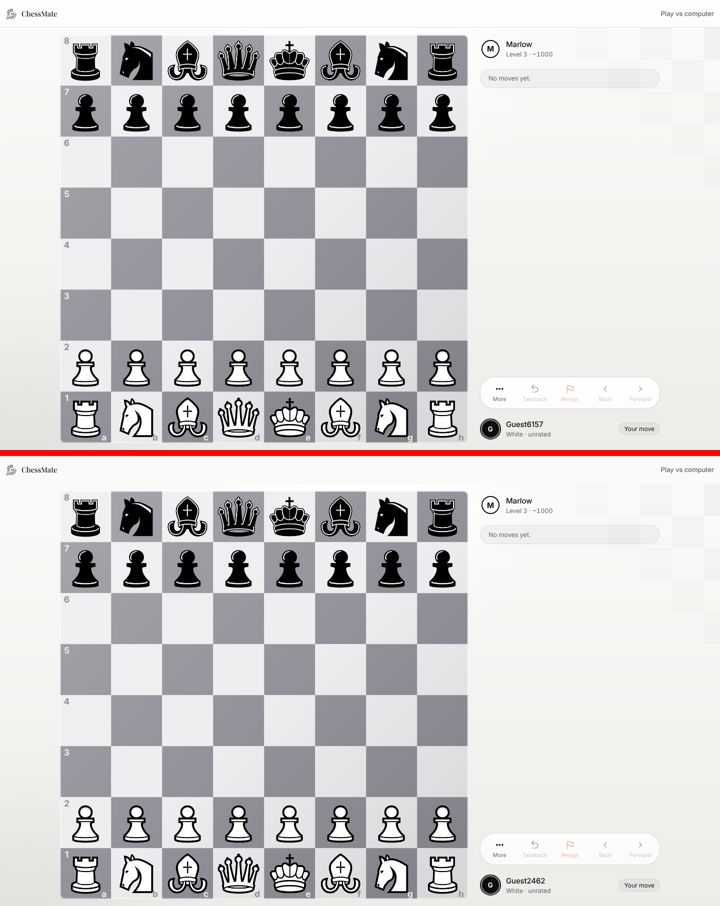 ChessMate
Play vs computer
8
M
Marlow
Level 3 · ~1000
7
No moves yet.
6
5
4
3
2
More
Takeback
Resign
Back
Forward
1
a
b
c
d
e
f
g
h
G
Guest6157
White · unrated
Your move
ChessMate
Play vs computer
8
M
Marlow
Level 3 · ~1000
7
No moves yet.
6
5
4
3
2
More
Takeback
Resign
Back
Forward
1
a
b
c
d
e
f
g
h
G
Guest2462
White · unrated
Your move